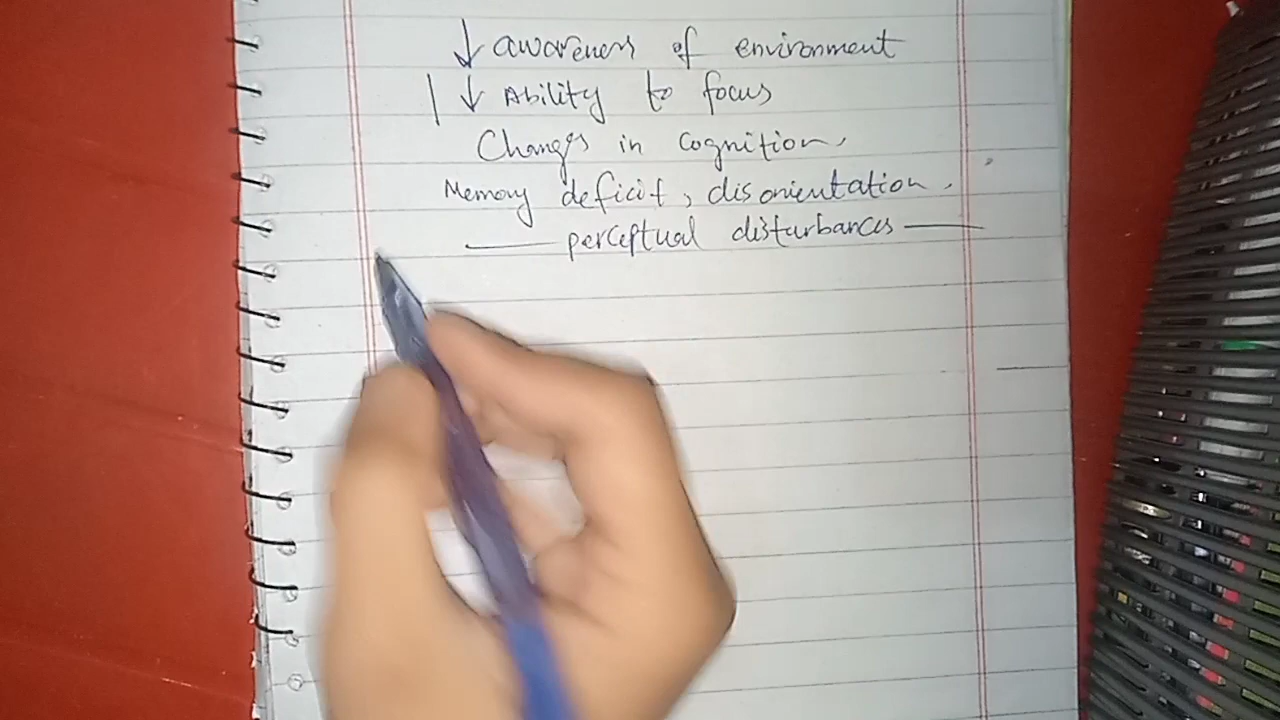 ↓ awareness of environment
| ↓ Ability to focus
Changes in cognition,
Memory deficit, disorientation.
perceptual disturbances